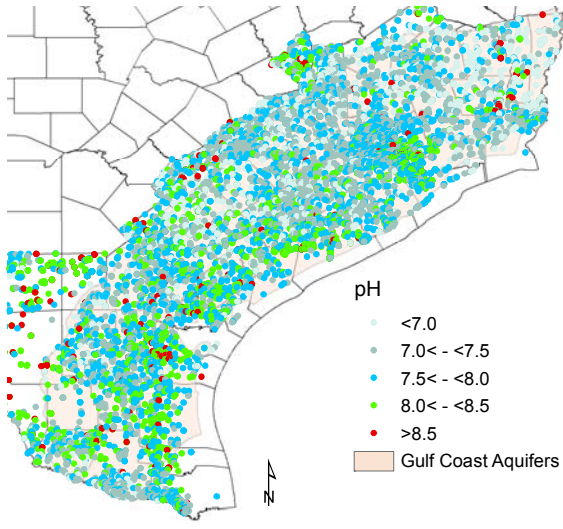 pH
<7.0
7.0< - <7.5
7.5< - <8.0
8.0< - <8.5
>8.5
Gulf Coast Aquifers
N